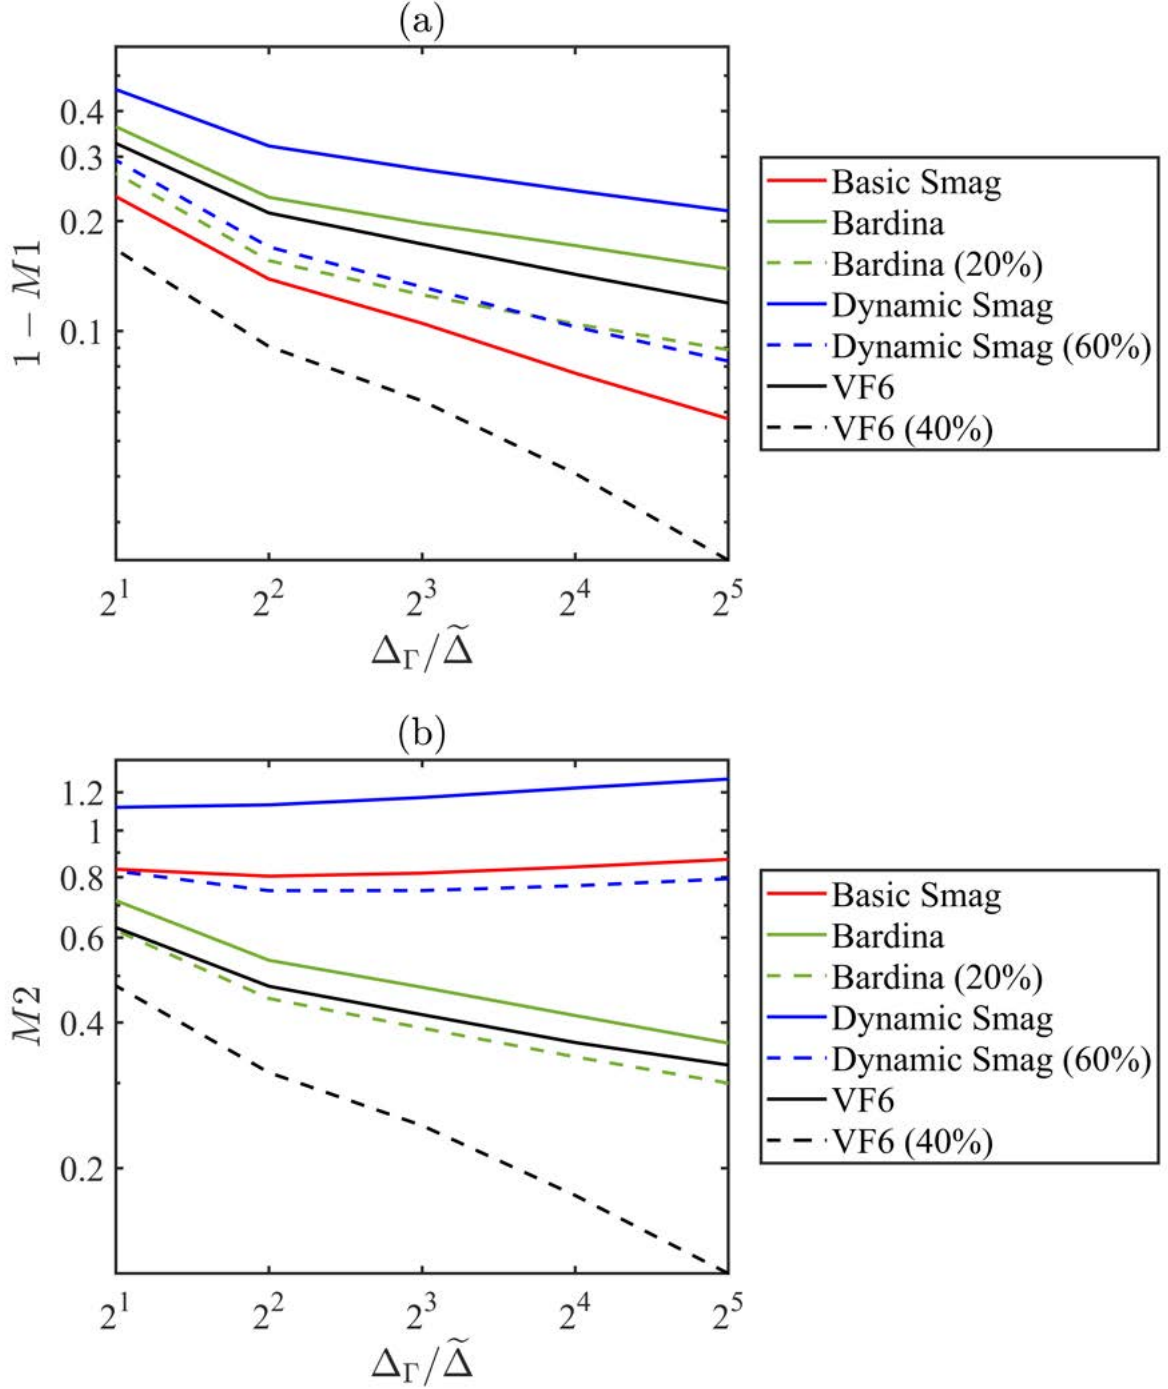 (a)
0.4
0.3
0.2
0.1
1 − M1
2^1 2^2 2^3 2^4 2^5
Δ_Γ/Δ̃
Basic Smag
Bardina
Bardina (20%)
Dynamic Smag
Dynamic Smag (60%)
VF6
VF6 (40%)
(b)
1.2
1
0.8
0.6
0.4
0.2
M2
2^1 2^2 2^3 2^4 2^5
Δ_Γ/Δ̃
Basic Smag
Bardina
Bardina (20%)
Dynamic Smag
Dynamic Smag (60%)
VF6
VF6 (40%)